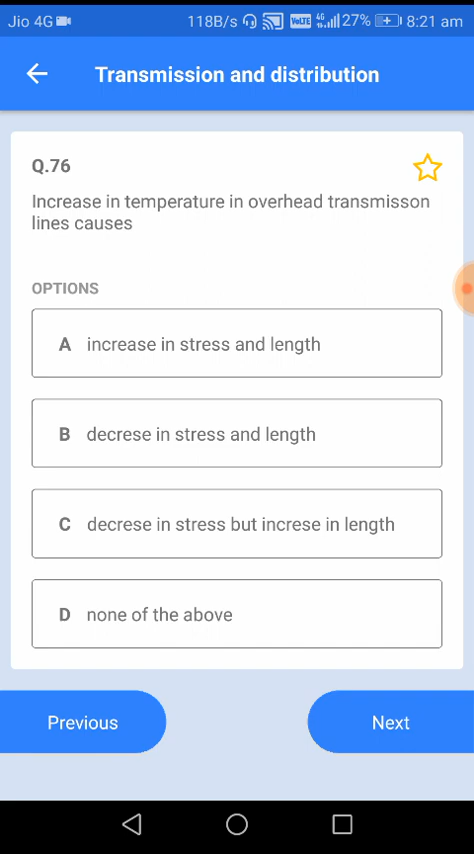 Jio 4G 118B/s VoLTE 4G 27% 8:21 am
Transmission and distribution
Q.76
Increase in temperature in overhead transmisson
lines causes
OPTIONS
A increase in stress and length
B decrese in stress and length
C decrese in stress but increse in length
D none of the above
Previous Next